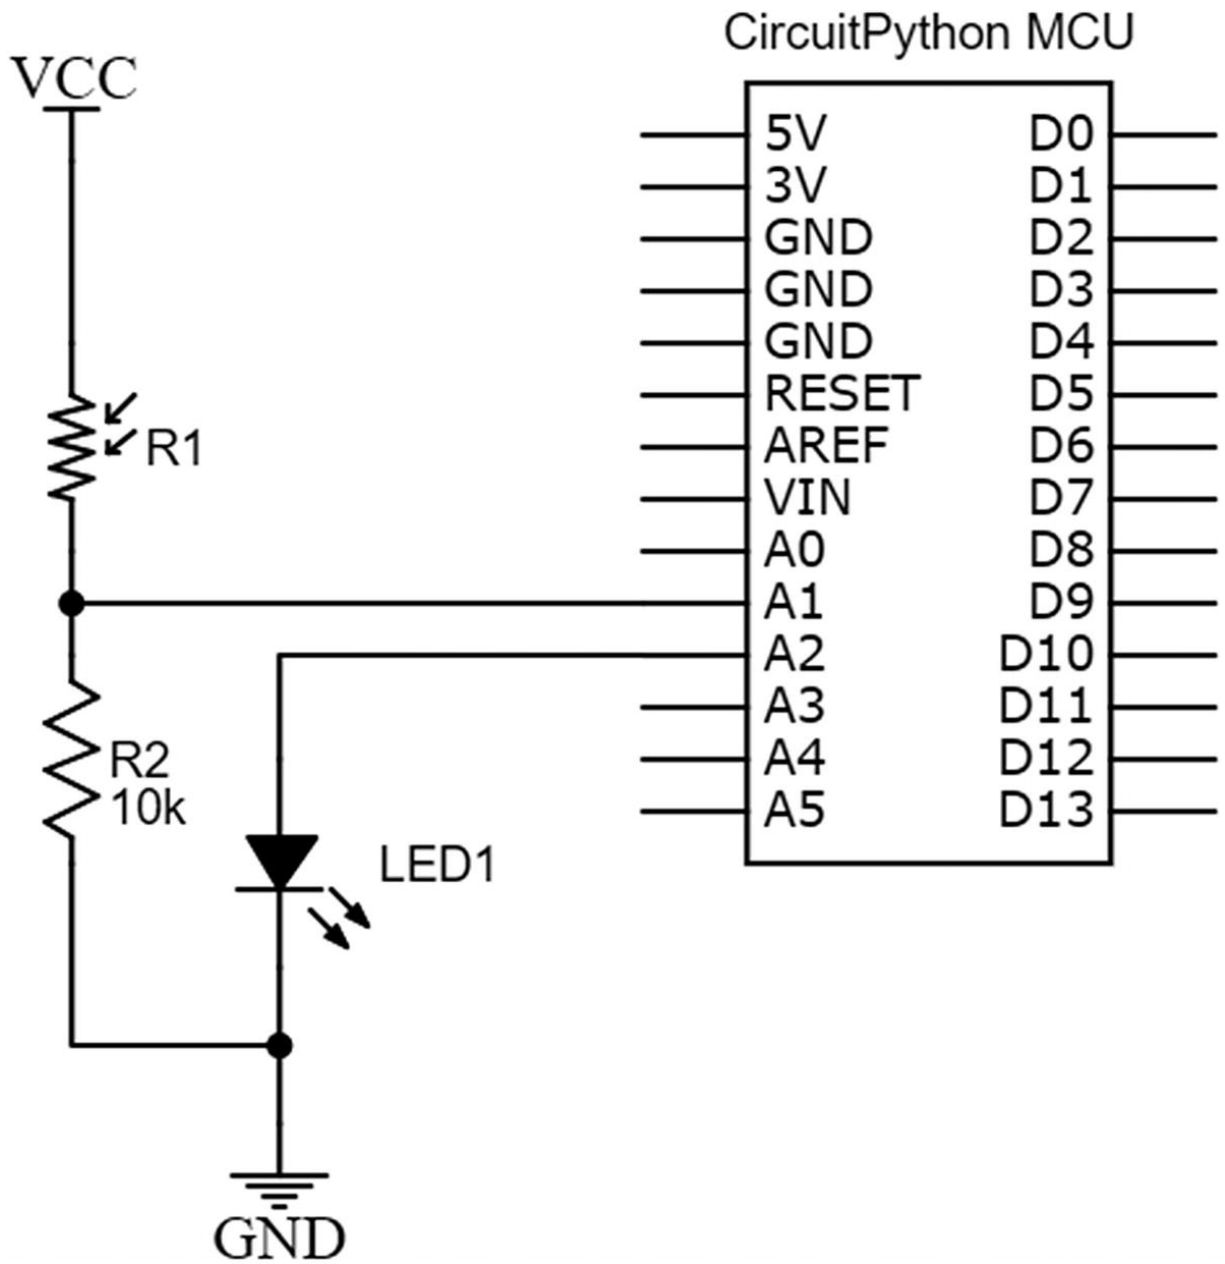 CircuitPython MCU
VCC
5V D0
3V D1
GND D2
GND D3
GND D4
RESET D5
AREF D6
VIN D7
A0 D8
A1 D9
A2 D10
A3 D11
A4 D12
A5 D13
R1
R2
10k
LED1
GND